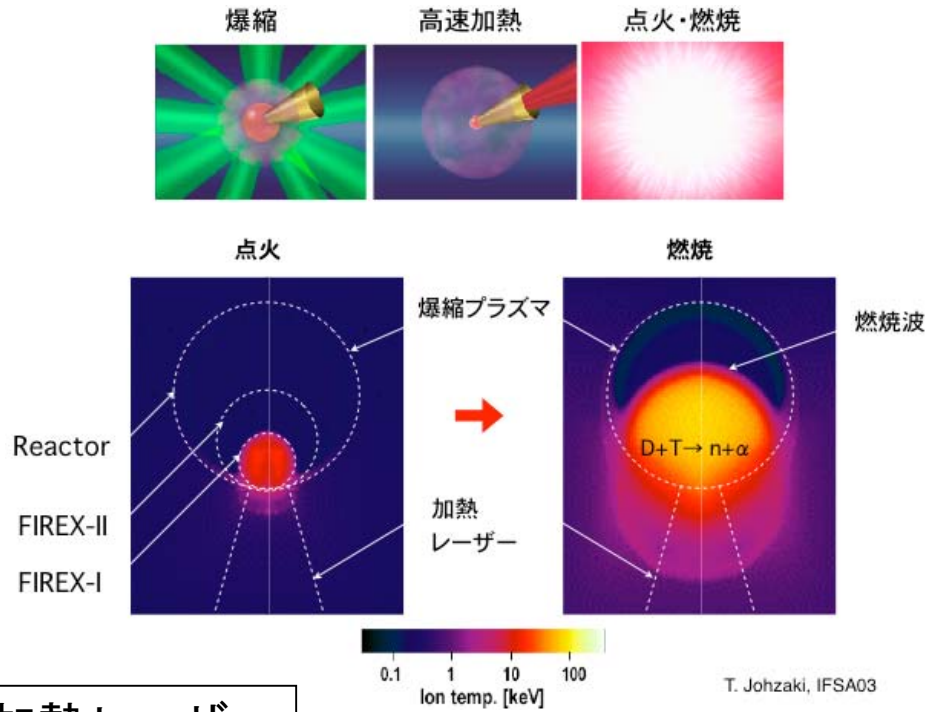 爆縮 高速加熱 点火・燃焼
点火 燃焼
爆縮プラズマ
燃焼波
Reactor
D+T→ n+α
FIREX-II
加熱
レーザー
FIREX-I
0.1 1 10 100
Ion temp. [keV]
T. Johzaki, IFSA03